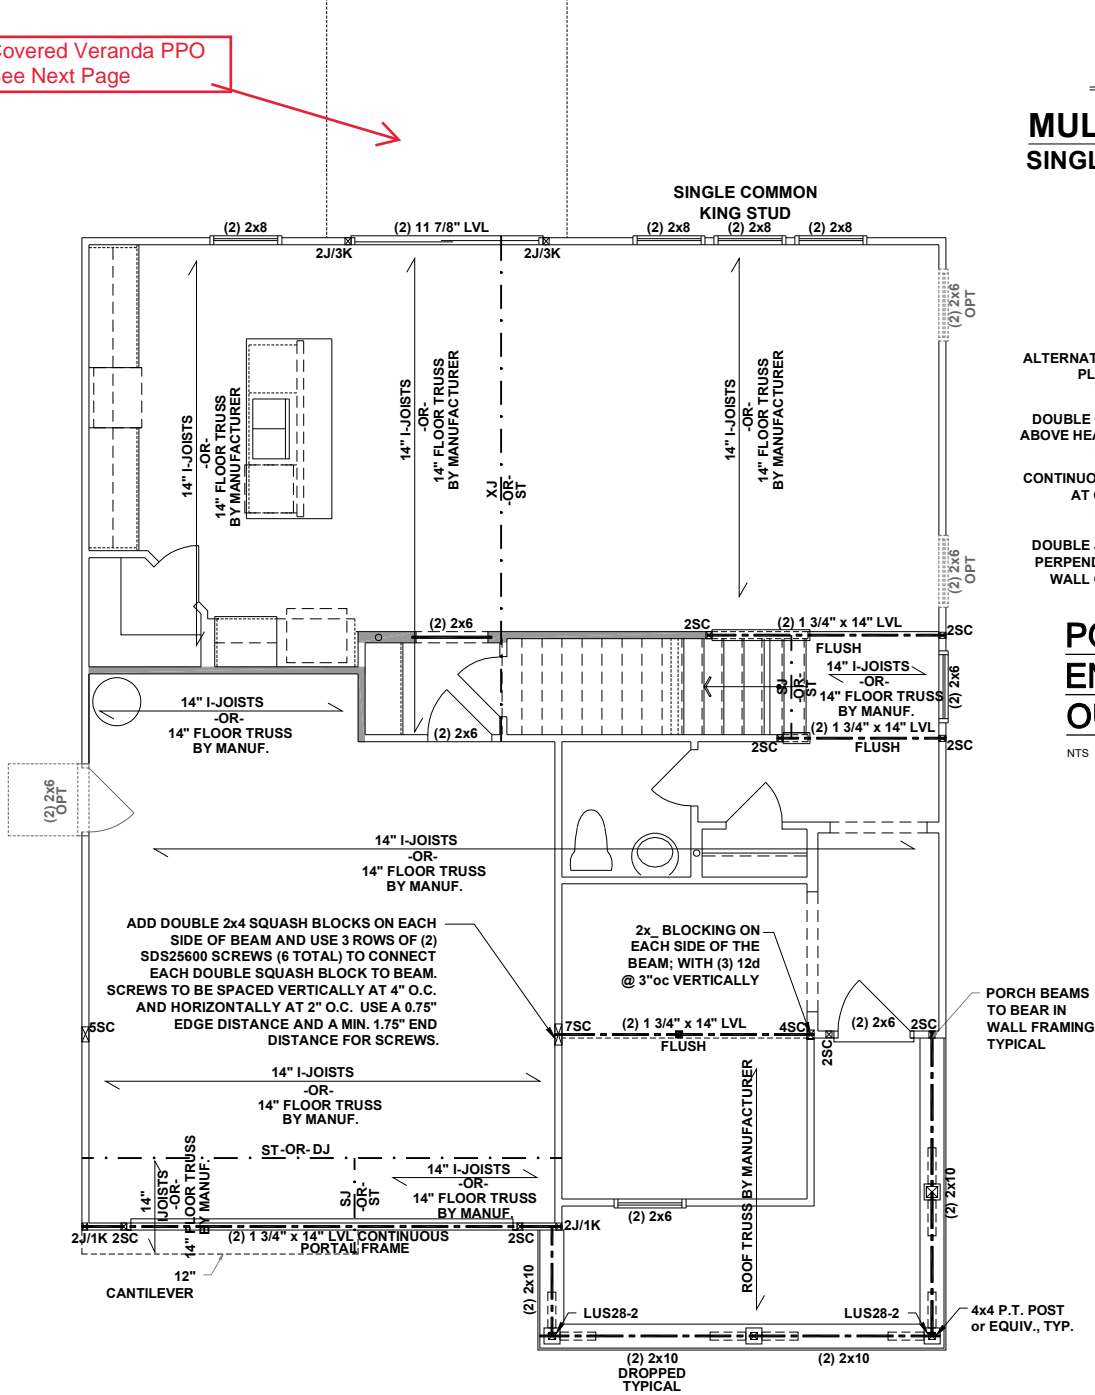 overed Veranda PPO
ee Next Page
MUL
SINGL
SINGLE COMMON
KING STUD
(2) 2x8
(2) 11 7/8" LVL
(2) 2x8
(2) 2x8
(2) 2x8
2J/3K
2J/3K
(2) 2x6
OPT
14" I-JOISTS
-OR-
14" FLOOR TRUSS
BY MANUFACTURER
14" I-JOISTS
-OR-
14" FLOOR TRUSS
BY MANUFACTURER
14" I-JOISTS
-OR-
14" FLOOR TRUSS
BY MANUFACTURER
XJ
-OR-
ST
ALTERNAT
PL
DOUBLE
ABOVE HEA
CONTINUO
AT
DOUBLE
PERPEND
WALL
(2) 2x6
OPT
(2) 2x6
2SC
(2) 1 3/4" x 14" LVL
2SC
FLUSH
14" I-JOISTS
-OR-
14" FLOOR TRUSS
BY MANUF.
(2) 2x6
SJ
-OR-
ST
PO
EN
OU
NTS
14" I-JOISTS
-OR-
14" FLOOR TRUSS
BY MANUF.
(2) 2x6
(2) 1 3/4" x 14" LVL
2SC
FLUSH
2SC
(2) 2x6
OPT
14" I-JOISTS
-OR-
14" FLOOR TRUSS
BY MANUF.
ADD DOUBLE 2x4 SQUASH BLOCKS ON EACH
SIDE OF BEAM AND USE 3 ROWS OF (2)
SDS25600 SCREWS (6 TOTAL) TO CONNECT
EACH DOUBLE SQUASH BLOCK TO BEAM.
SCREWS TO BE SPACED VERTICALLY AT 4" O.C.
AND HORIZONTALLY AT 2" O.C. USE A 0.75"
EDGE DISTANCE AND A MIN. 1.75" END
DISTANCE FOR SCREWS.
2x_ BLOCKING ON
EACH SIDE OF THE
BEAM; WITH (3) 12d
@ 3"oc VERTICALLY
PORCH BEAMS
TO BEAR IN
WALL FRAMING
TYPICAL
5SC
7SC
(2) 1 3/4" x 14" LVL
4SC
FLUSH
2SC
(2) 2x6
2SC
14" I-JOISTS
-OR-
14" FLOOR TRUSS
BY MANUF.
ROOF TRUSS BY MANUFACTURER
ST-OR-DJ
14"
IJOISTS
-OR-
14" FLOOR TRUSS
BY MANUF.
SJ
-OR-
ST
14" I-JOISTS
-OR-
14" FLOOR TRUSS
BY MANUF.
(2) 2x6
(2) 2x10
2J/1K
2SC
(2) 1 3/4" x 14" LVL CONTINUOUS
PORTAL FRAME
2SC
2J/1K
12"
CANTILEVER
(2) 2x10
LUS28-2
LUS28-2
4x4 P.T. POST
or EQUIV., TYP.
(2) 2x10
DROPPED
TYPICAL
(2) 2x10